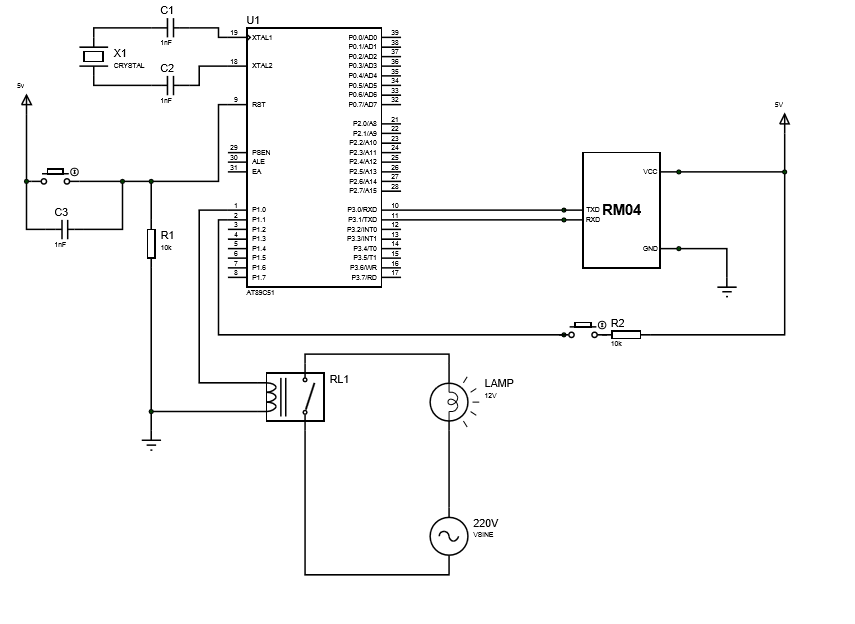 C1
1nF
X1
CRYSTAL
C2
1nF
5v
C3
1nF
R1
10k
U1
19 XTAL1
18 XTAL2
9 RST
29 PSEN
30 ALE
31 EA
1 P1.0
2 P1.1
3 P1.2
4 P1.3
5 P1.4
6 P1.5
7 P1.6
8 P1.7
P0.0/AD0 39
P0.1/AD1 38
P0.2/AD2 37
P0.3/AD3 36
P0.4/AD4 35
P0.5/AD5 34
P0.6/AD6 33
P0.7/AD7 32
P2.0/A8 21
P2.1/A9 22
P2.2/A10 23
P2.3/A11 24
P2.4/A12 25
P2.5/A13 26
P2.6/A14 27
P2.7/A15 28
P3.0/RXD 10
P3.1/TXD 11
P3.2/INT0 12
P3.3/INT1 13
P3.4/T0 14
P3.5/T1 15
P3.6/WR 16
P3.7/RD 17
AT89C51
5V
VCC
TXD
RXD
RM04
GND
R2
10k
RL1
LAMP
12V
220V
VSINE